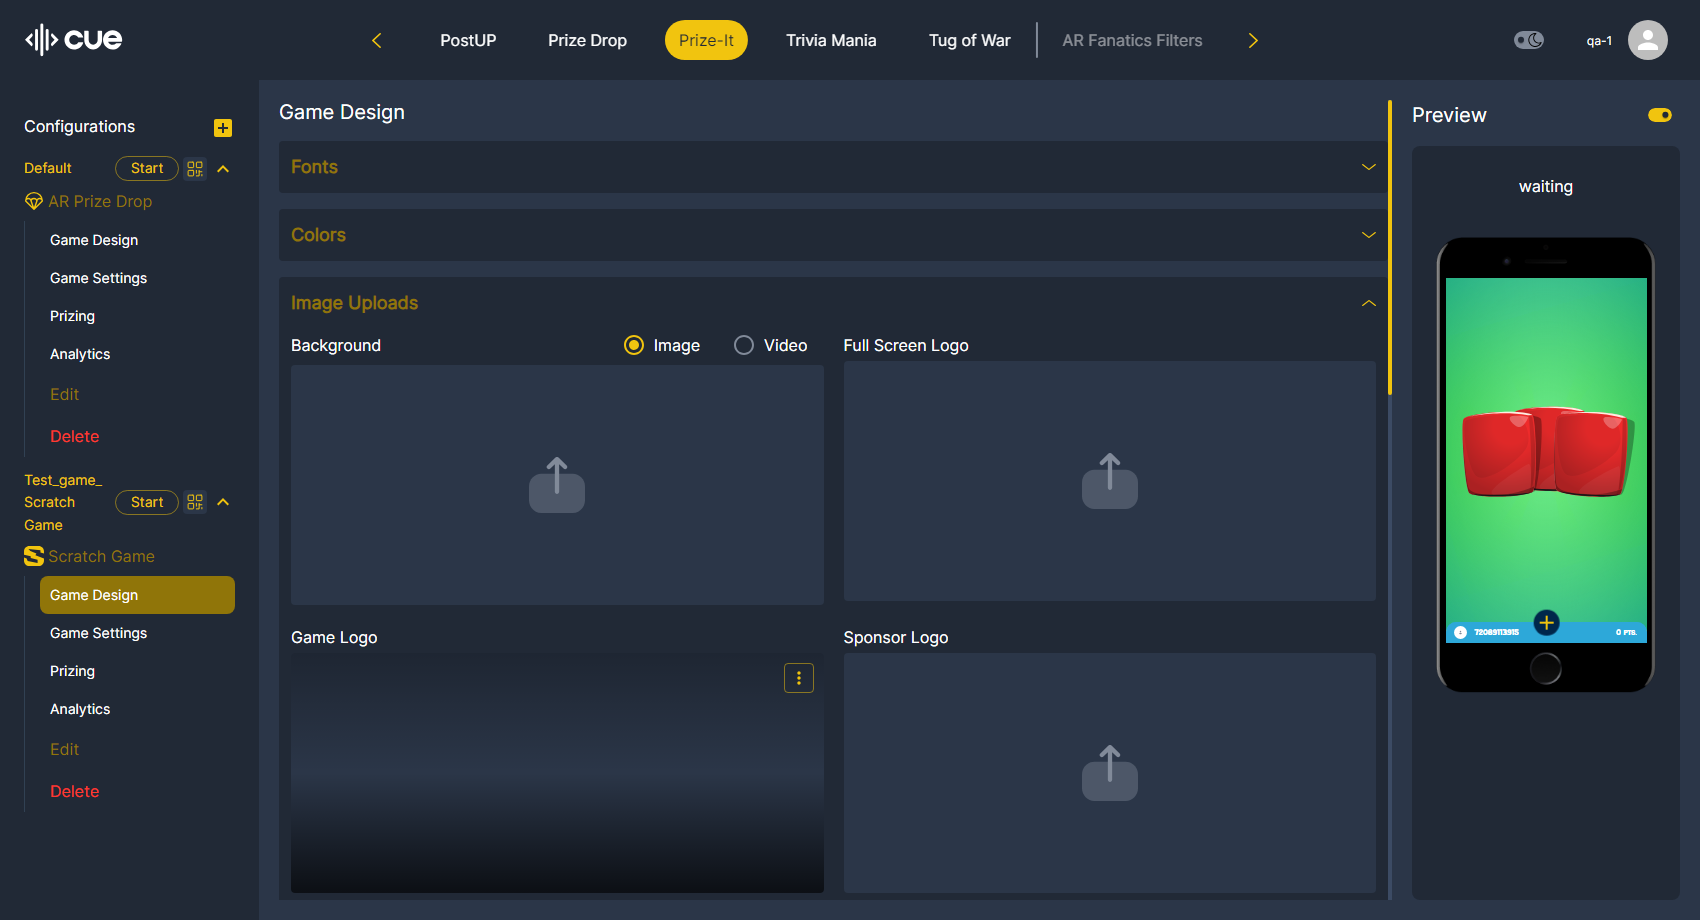 cue
PostUP
Prize Drop
Prize-It
Trivia Mania
Tug of War
AR Fanatics Filters
qa-1
Configurations
Default
Start
AR Prize Drop
Game Design
Game Settings
Prizing
Analytics
Edit
Delete
Test_game_
Scratch
Game
Start
Scratch Game
Game Design
Game Settings
Prizing
Analytics
Edit
Delete
Game Design
Fonts
Colors
Image Uploads
Background
Image
Video
Full Screen Logo
Game Logo
Sponsor Logo
Preview
waiting
72089113915
0 PTS.